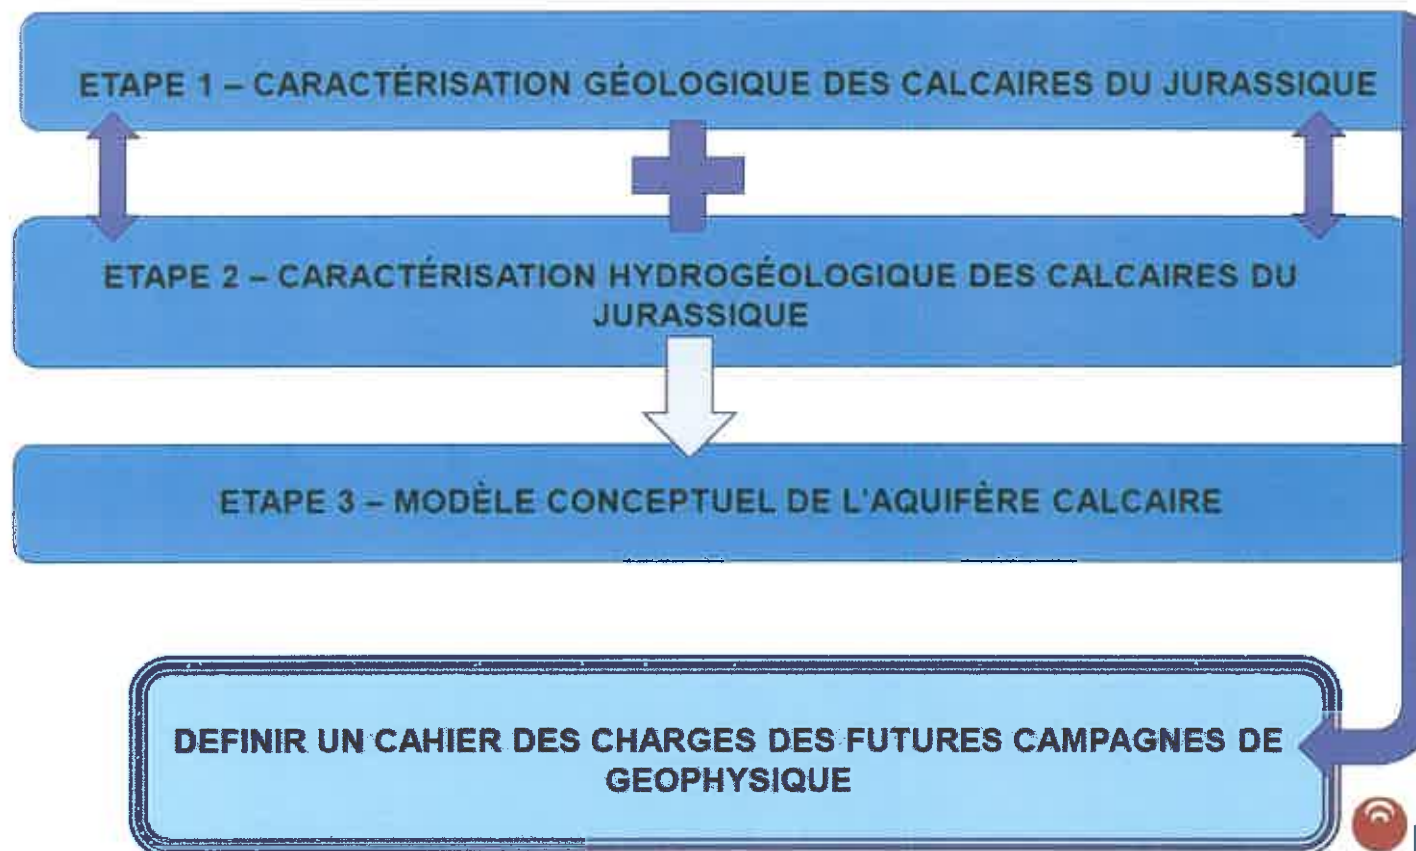 ETAPE 1 – CARACTÉRISATION GÉOLOGIQUE DES CALCAIRES DU JURASSIQUE
ETAPE 2 – CARACTÉRISATION HYDROGÉOLOGIQUE DES CALCAIRES DU
JURASSIQUE
ETAPE 3 – MODÈLE CONCEPTUEL DE L'AQUIFÈRE CALCAIRE
DEFINIR UN CAHIER DES CHARGES DES FUTURES CAMPAGNES DE
GEOPHYSIQUE